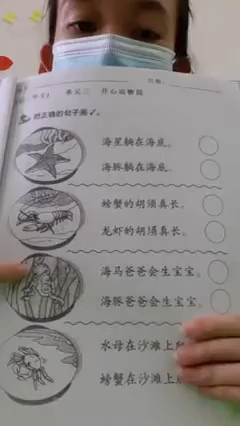 单元三 开心动物园
把正确的句子画✓。
海星躺在海底。
海豚躺在海底。
螃蟹的胡须真长。
龙虾的胡须真长。
海马爸爸会生宝宝。
海豚爸爸会生宝宝。
水母在沙滩上
螃蟹在沙滩上